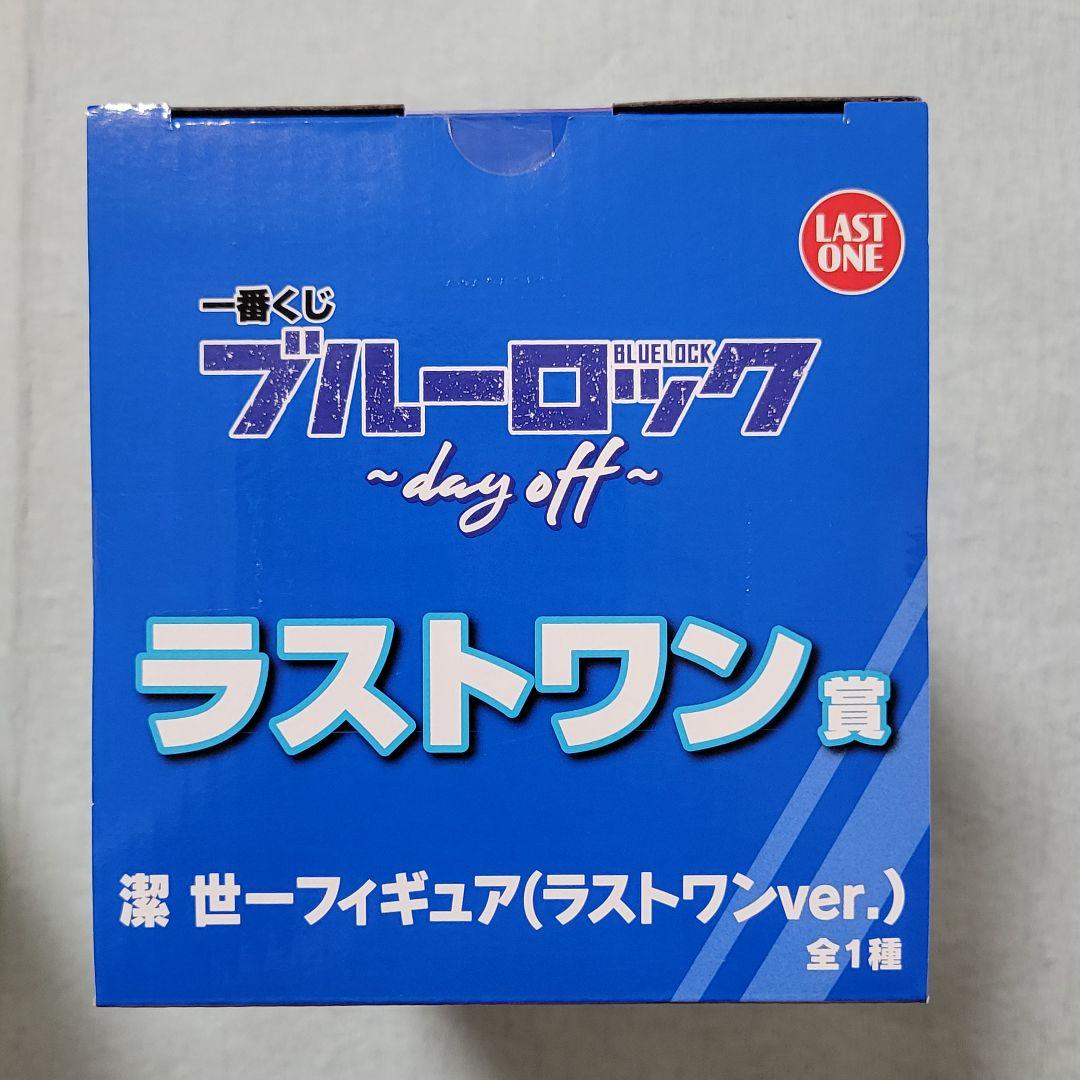 LAST
ONE
一番くじ
ブルーロック
BLUELOCK
~day off~
ラストワン賞
潔 世一フィギュア(ラストワンver.)
全1種